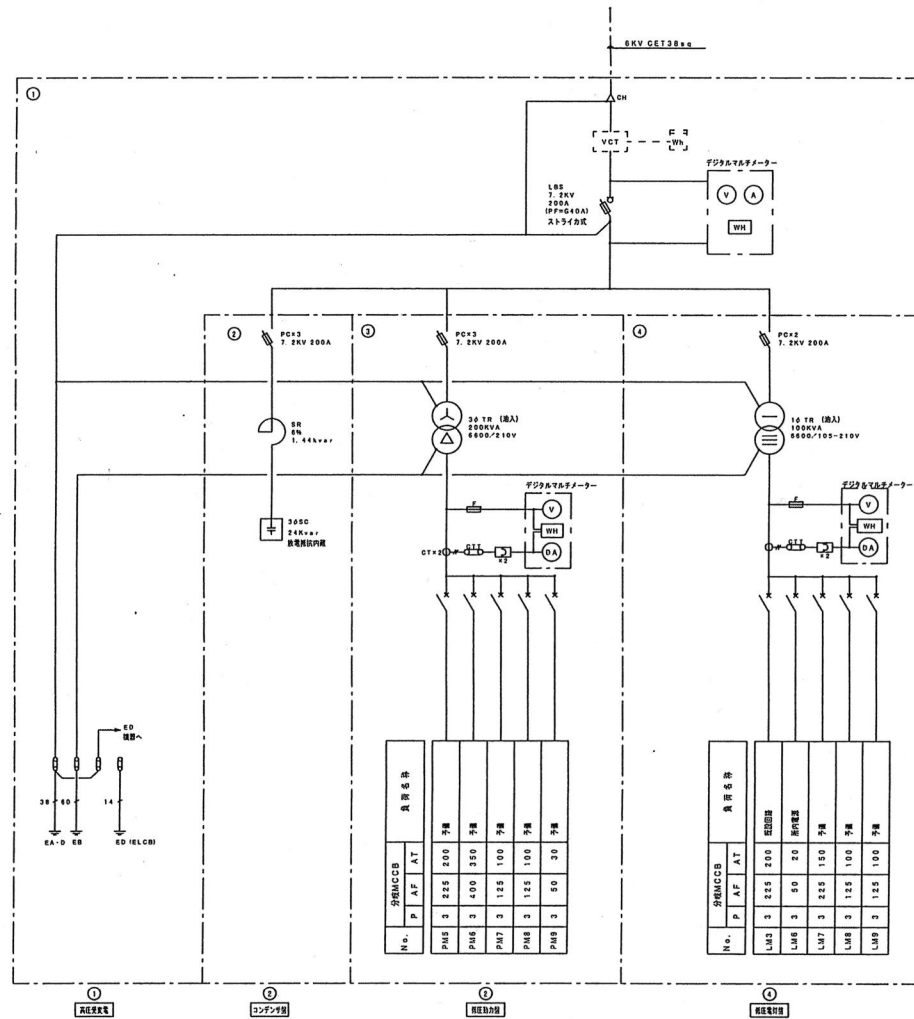 6KV CET38sq
①
CH
VCT
Wh
デジタルマルチメーター
V A
WH
LBS
7.2KV
200A
(PF=G40A)
ストライカ式
②
PC×3
7.2KV 200A
③
PC×3
7.2KV 200A
④
PC×2
7.2KV 200A
SR
6%
1.44kvar
3φTR (油入)
200KVA
6600/210V
1φTR (油入)
100KVA
6600/105-210V
3φSC
24Kvar
放電抵抗内蔵
デジタルマルチメーター
F
V
WH
CT×2
CTT
×2
DA
デジタルマルチメーター
F
V
WH
CTT
×2
DA
ED
機器へ
38 60 14
EA・D EB ED (ELCB)
No. 分岐MCCB 負荷名称
P AF AT
PM5 3 225 200 予備
PM6 3 400 350 予備
PM7 3 125 100 予備
PM8 3 125 100 予備
PM9 3 50 30 予備
No. 分岐MCCB 負荷名称
P AF AT
LM3 3 225 200 既設回路
LM6 3 50 20 所内電源
LM7 3 225 150 予備
LM8 3 125 100 予備
LM9 3 125 100 予備
①
高圧受変電
②
コンデンサ盤
②
低圧動力盤
④
低圧電灯盤